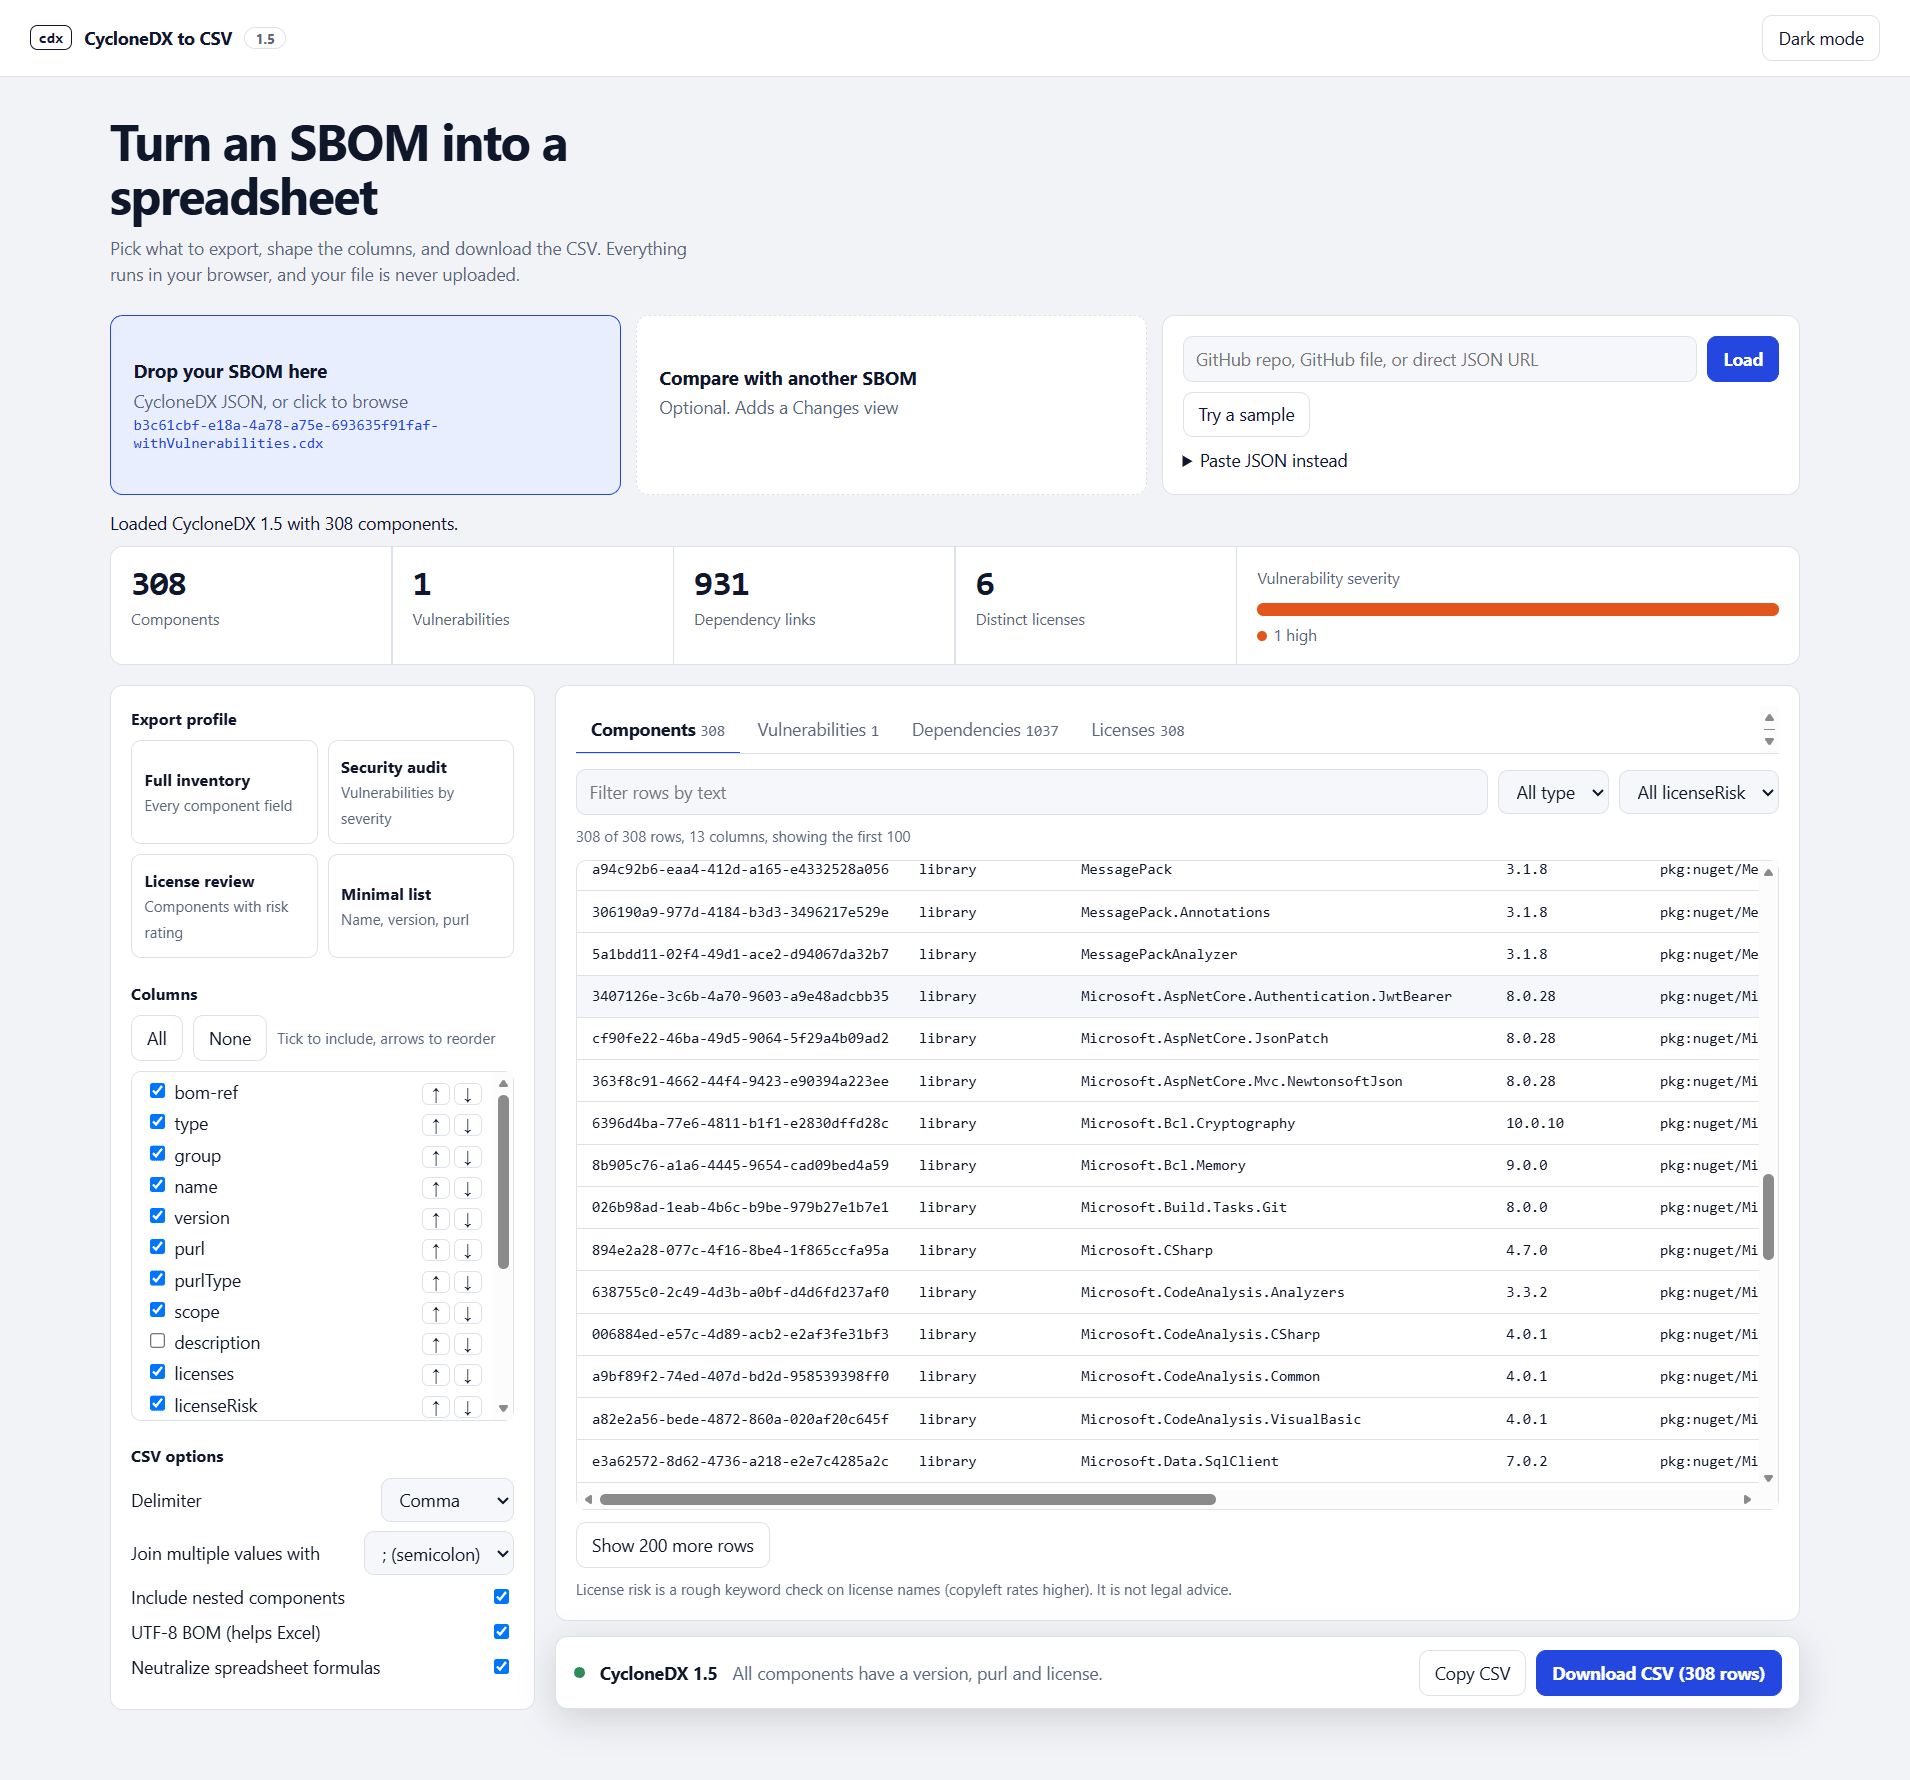 cdx CycloneDX to CSV 1.5
Dark mode
Turn an SBOM into a
spreadsheet
Pick what to export, shape the columns, and download the CSV. Everything
runs in your browser, and your file is never uploaded.
Drop your SBOM here
CycloneDX JSON, or click to browse
b3c61cbf-e18a-4a78-a75e-693635f91faf-
withVulnerabilities.cdx
Compare with another SBOM
Optional. Adds a Changes view
GitHub repo, GitHub file, or direct JSON URL
Load
Try a sample
▶ Paste JSON instead
Loaded CycloneDX 1.5 with 308 components.
308
Components
1
Vulnerabilities
931
Dependency links
6
Distinct licenses
Vulnerability severity
1 high
Export profile
Full inventory
Every component field
Security audit
Vulnerabilities by
severity
License review
Components with risk
rating
Minimal list
Name, version, purl
Columns
All
None
Tick to include, arrows to reorder
bom-ref ↑ ↓
type ↑ ↓
group ↑ ↓
name ↑ ↓
version ↑ ↓
purl ↑ ↓
purlType ↑ ↓
scope ↑ ↓
description ↑ ↓
licenses ↑ ↓
licenseRisk ↑ ↓
CSV options
Delimiter Comma
Join multiple values with ; (semicolon)
Include nested components
UTF-8 BOM (helps Excel)
Neutralize spreadsheet formulas
Components 308 Vulnerabilities 1 Dependencies 1037 Licenses 308
Filter rows by text
All type
All licenseRisk
308 of 308 rows, 13 columns, showing the first 100
a94c92b6-eaa4-412d-a165-e4332528a056 library MessagePack 3.1.8 pkg:nuget/Me
306190a9-977d-4184-b3d3-3496217e529e library MessagePack.Annotations 3.1.8 pkg:nuget/Me
5a1bdd11-02f4-49d1-ace2-d94067da32b7 library MessagePackAnalyzer 3.1.8 pkg:nuget/Me
3407126e-3c6b-4a70-9603-a9e48adcbb35 library Microsoft.AspNetCore.Authentication.JwtBearer 8.0.28 pkg:nuget/Mi
cf90fe22-46ba-49d5-9064-5f29a4b09ad2 library Microsoft.AspNetCore.JsonPatch 8.0.28 pkg:nuget/Mi
363f8c91-4662-44f4-9423-e90394a223ee library Microsoft.AspNetCore.Mvc.NewtonsoftJson 8.0.28 pkg:nuget/Mi
6396d4ba-77e6-4811-b1f1-e2830dffd28c library Microsoft.Bcl.Cryptography 10.0.10 pkg:nuget/Mi
8b905c76-a1a6-4445-9654-cad09bed4a59 library Microsoft.Bcl.Memory 9.0.0 pkg:nuget/Mi
026b98ad-1eab-4b6c-b9be-979b27e1b7e1 library Microsoft.Build.Tasks.Git 8.0.0 pkg:nuget/Mi
894e2a28-077c-4f16-8be4-1f865ccfa95a library Microsoft.CSharp 4.7.0 pkg:nuget/Mi
638755c0-2c49-4d3b-a0bf-d4d6fd237af0 library Microsoft.CodeAnalysis.Analyzers 3.3.2 pkg:nuget/Mi
006884ed-e57c-4d89-acb2-e2af3fe31bf3 library Microsoft.CodeAnalysis.CSharp 4.0.1 pkg:nuget/Mi
a9bf89f2-74ed-407d-bd2d-958539398ff0 library Microsoft.CodeAnalysis.Common 4.0.1 pkg:nuget/Mi
a82e2a56-bede-4872-860a-020af20c645f library Microsoft.CodeAnalysis.VisualBasic 4.0.1 pkg:nuget/Mi
e3a62572-8d62-4736-a218-e2e7c4285a2c library Microsoft.Data.SqlClient 7.0.2 pkg:nuget/Mi
Show 200 more rows
License risk is a rough keyword check on license names (copyleft rates higher). It is not legal advice.
CycloneDX 1.5 All components have a version, purl and license.
Copy CSV
Download CSV (308 rows)